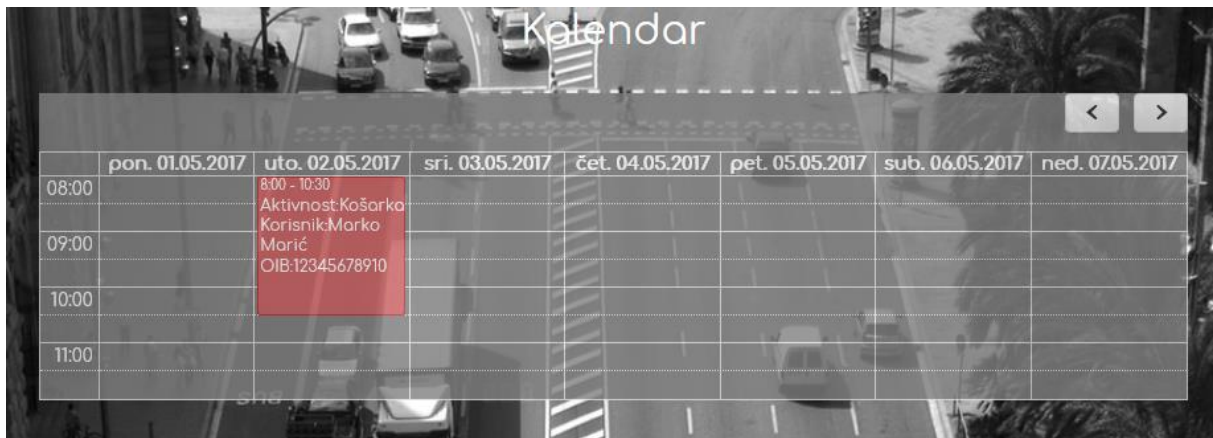 Kalendar
< >
pon. 01.05.2017 uto. 02.05.2017 sri. 03.05.2017 čet. 04.05.2017 pet. 05.05.2017 sub. 06.05.2017 ned. 07.05.2017
08:00
8:00 - 10:30
Aktivnost:Košarka
Korisnik:Marko
09:00
Marić
OIB:12345678910
10:00
11:00
BUS